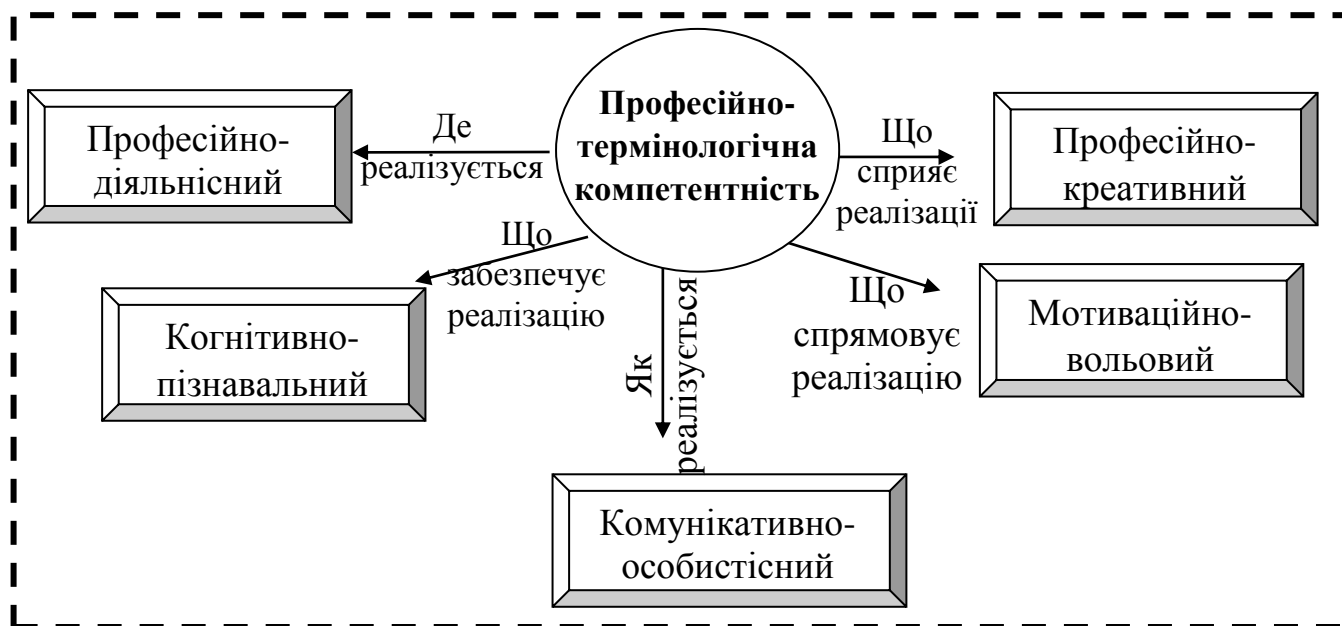 Професійно-
термінологічна
компетентність
Професійно-
діяльнісний
Де
реалізується
Що
сприяє
реалізації
Професійно-
креативний
Що
забезпечує
реалізацію
Когнітивно-
пізнавальний
Як
реалізується
Що
спрямовує
реалізацію
Мотиваційно-
вольовий
Комунікативно-
особистісний